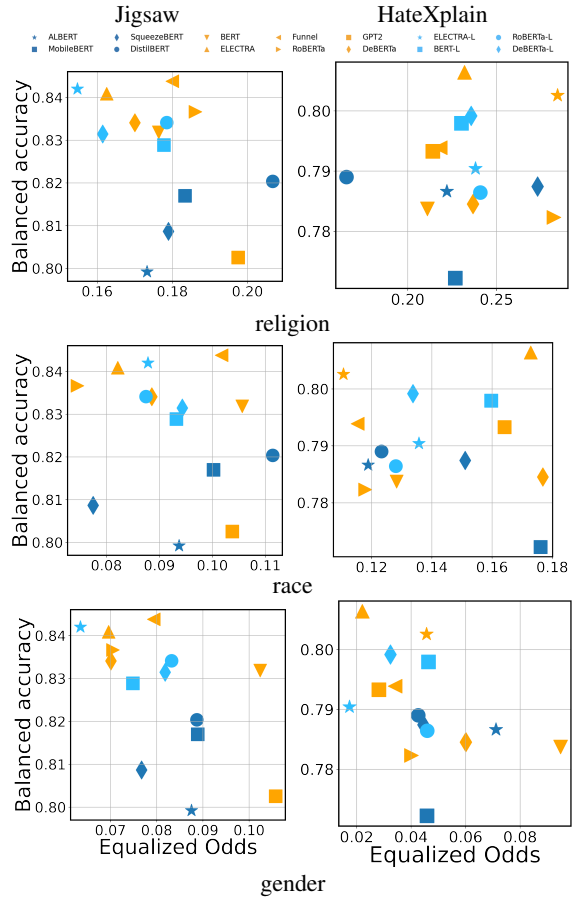 Jigsaw HateXplain
ALBERT SqueezeBERT BERT Funnel GPT2 ELECTRA-L RoBERTa-L
MobileBERT DistilBERT ELECTRA RoBERTa DeBERTa BERT-L DeBERTa-L
Balanced accuracy
0.84
0.83
0.82
0.81
0.80
0.16 0.18 0.20
0.80
0.79
0.78
0.20 0.25
religion
Balanced accuracy
0.84
0.83
0.82
0.81
0.80
0.08 0.09 0.10 0.11
0.80
0.79
0.78
0.12 0.14 0.16 0.18
race
Balanced accuracy
0.84
0.83
0.82
0.81
0.80
0.07 0.08 0.09 0.10
Equalized Odds
0.80
0.79
0.78
0.02 0.04 0.06 0.08
Equalized Odds
gender